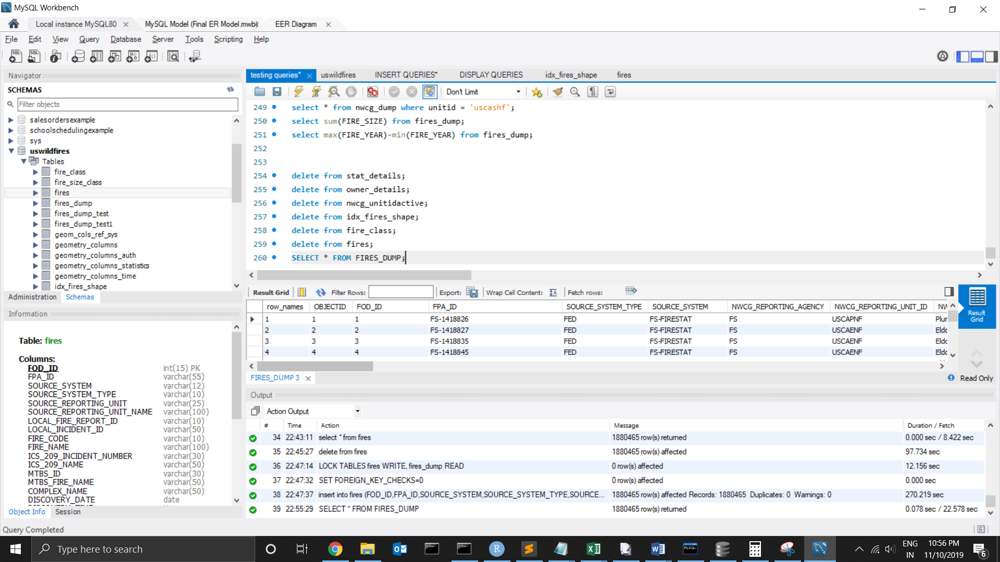 MySQL Workbench
Local instance MySQL80
MySQL Model (Final ER Model.mwb)
EER Diagram
File Edit View Query Database Server Tools Scripting Help
Navigator
SCHEMAS
Filter objects
salesordersexample
schoolschedulingexample
sys
uswildfires
Tables
fire_class
fire_size_class
fires
fires_dump
fires_dump_test
fires_dump_test1
geom_cols_ref_sys
geometry_columns
geometry_columns_auth
geometry_columns_statistics
geometry_columns_time
idx_fires_shape
Administration Schemas
Information
Table: fires
Columns:
FOD_ID int(15) PK
FPA_ID varchar(55)
SOURCE_SYSTEM varchar(12)
SOURCE_SYSTEM_TYPE varchar(10)
SOURCE_REPORTING_UNIT varchar(25)
SOURCE_REPORTING_UNIT_NAME varchar(100)
LOCAL_FIRE_REPORT_ID varchar(10)
LOCAL_INCIDENT_ID varchar(50)
FIRE_CODE varchar(10)
FIRE_NAME varchar(100)
ICS_209_INCIDENT_NUMBER varchar(30)
ICS_209_NAME varchar(50)
MTBS_ID varchar(30)
MTBS_FIRE_NAME varchar(50)
COMPLEX_NAME varchar(50)
DISCOVERY_DATE date
Object Info Session
Query Completed
testing queries* uswildfires INSERT QUERIES* DISPLAY QUERIES idx_fires_shape fires
Don't Limit
249 select * from nwcg_dump where unitid = 'uscashf';
250 select sum(FIRE_SIZE) from fires_dump;
251 select max(FIRE_YEAR)-min(FIRE_YEAR) from fires_dump;
252
253
254 delete from stat_details;
255 delete from owner_details;
256 delete from nwcg_unitidactive;
257 delete from idx_fires_shape;
258 delete from fire_class;
259 delete from fires;
260 SELECT * FROM FIRES_DUMP;
Result Grid Filter Rows: Export: Wrap Cell Content: Fetch rows:
row_names OBJECTID FOD_ID FPA_ID SOURCE_SYSTEM_TYPE SOURCE_SYSTEM NWCG_REPORTING_AGENCY NWCG_REPORTING_UNIT_ID NW
1 1 1 FS-1418826 FED FS-FIRESTAT FS USCAPNF Plur
2 2 2 FS-1418827 FED FS-FIRESTAT FS USCAENF Eldc
3 3 3 FS-1418835 FED FS-FIRESTAT FS USCAENF Eldc
4 4 4 FS-1418845 FED FS-FIRESTAT FS USCAENF Eldc
Result
Grid
FIRES_DUMP 3
Read Only
Output
Action Output
# Time Action Message Duration / Fetch
34 22:43:11 select * from fires 1880465 row(s) returned 0.000 sec / 8.422 sec
35 22:45:27 delete from fires 1880465 row(s) affected 97.734 sec
36 22:47:14 LOCK TABLES fires WRITE, fires_dump READ 0 row(s) affected 12.156 sec
37 22:47:32 SET FOREIGN_KEY_CHECKS=0 0 row(s) affected 0.000 sec
38 22:47:37 insert into fires (FOD_ID,FPA_ID,SOURCE_SYSTEM,SOURCE_SYSTEM_TYPE,SOURCE... 1880465 row(s) affected Records: 1880465 Duplicates: 0 Warnings: 0 270.219 sec
39 22:55:29 SELECT * FROM FIRES_DUMP 1880465 row(s) returned 0.078 sec / 22.578 sec
Type here to search
ENG
IN
10:56 PM
11/10/2019
6